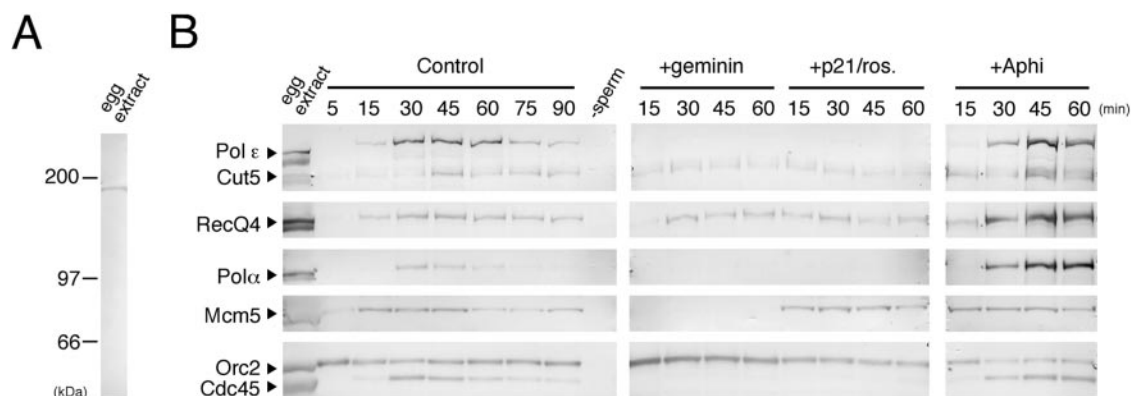 A
egg extract
200
97
66
(kDa)
B
Control
+geminin
+p21/ros.
+Aphi
egg extract
5 15 30 45 60 75 90
-sperm
15 30 45 60
15 30 45 60
15 30 45 60
(min)
Pol ε
Cut5
RecQ4
Polα
Mcm5
Orc2
Cdc45